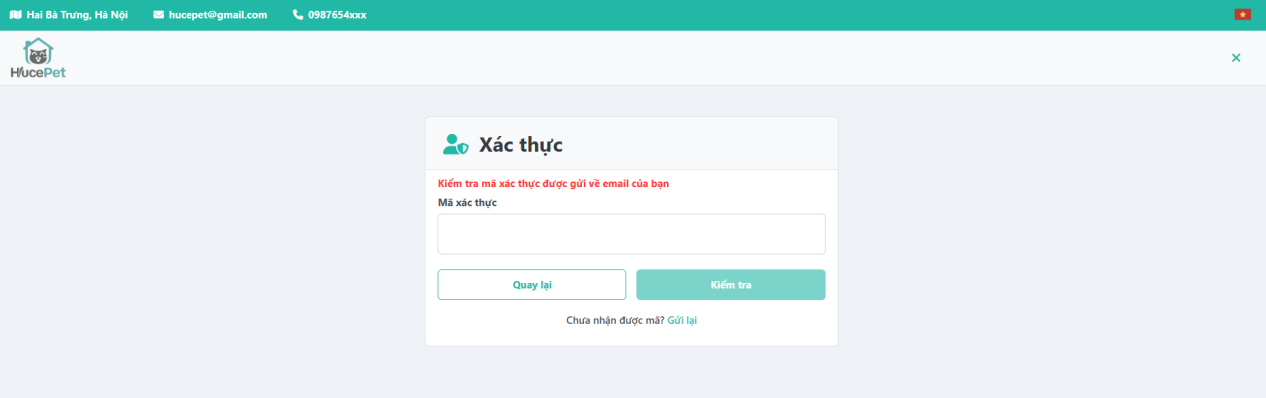 Hai Bà Trưng, Hà Nội hucepet@gmail.com 0987654xxx
HucePet
Xác thực
Kiểm tra mã xác thực được gửi về email của bạn
Mã xác thực
Quay lại Kiểm tra
Chưa nhận được mã? Gửi lại